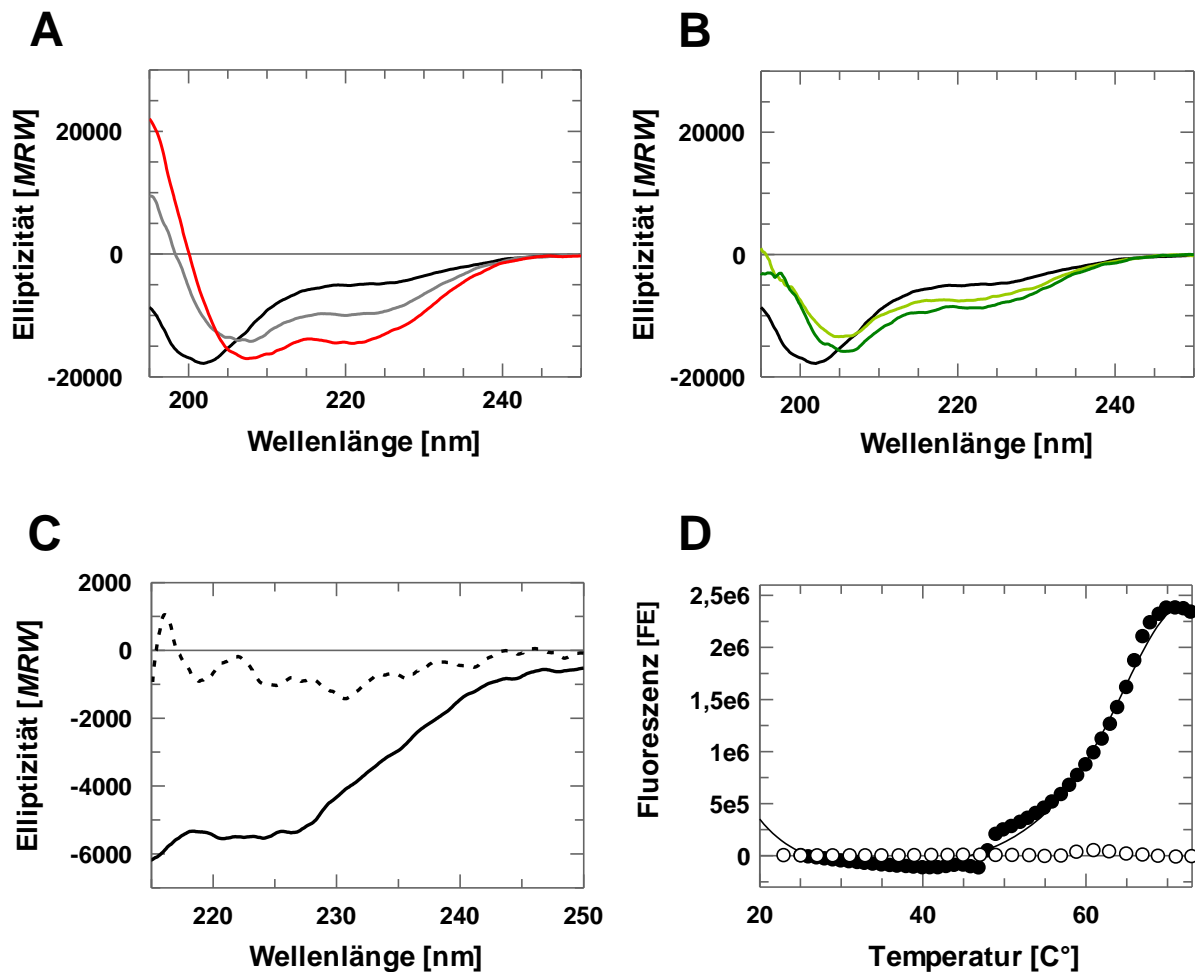 A
20000
0
-20000
200
220
240
Elliptizität [MRW]
Wellenlänge [nm]
B
20000
0
-20000
200
220
240
Elliptizität [MRW]
Wellenlänge [nm]
C
2000
0
-2000
-4000
-6000
220
230
240
250
Elliptizität [MRW]
Wellenlänge [nm]
D
2,5e6
2e6
1,5e6
1e6
5e5
0
20
40
60
Fluoreszenz [FE]
Temperatur [C°]